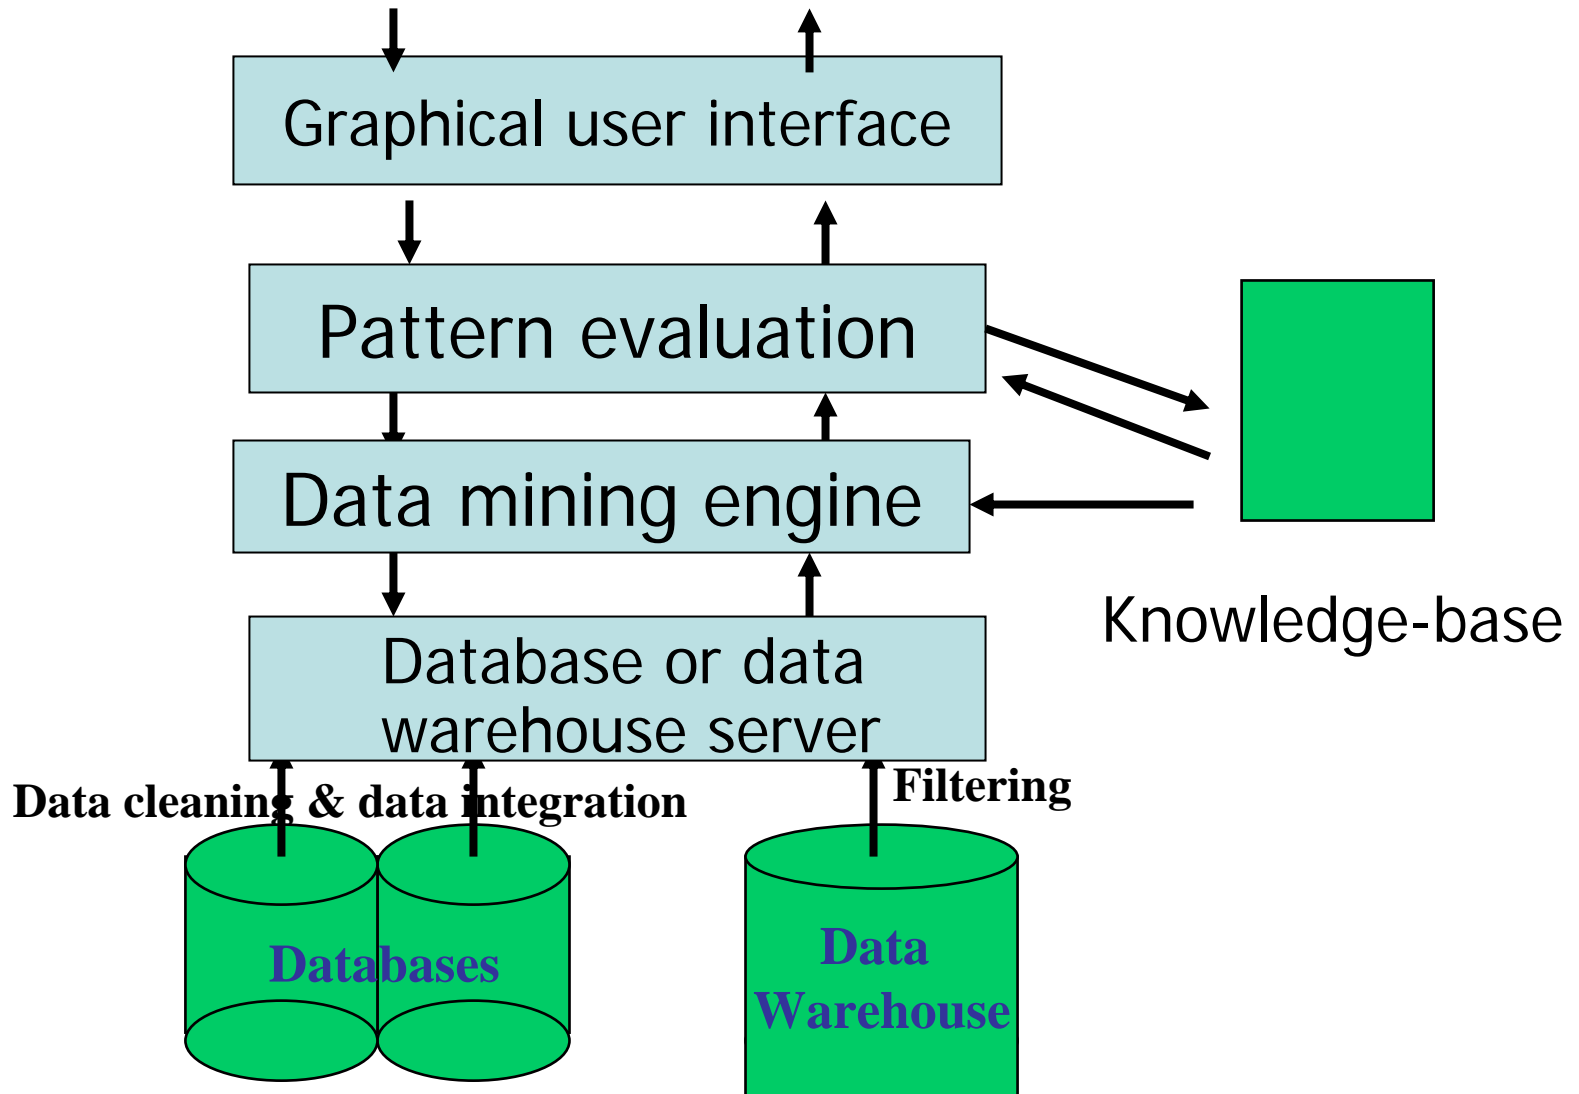 Graphical user interface
Pattern evaluation
Data mining engine
Knowledge-base
Database or data
warehouse server
Data cleaning & data integration
Filtering
Databases
Data
Warehouse